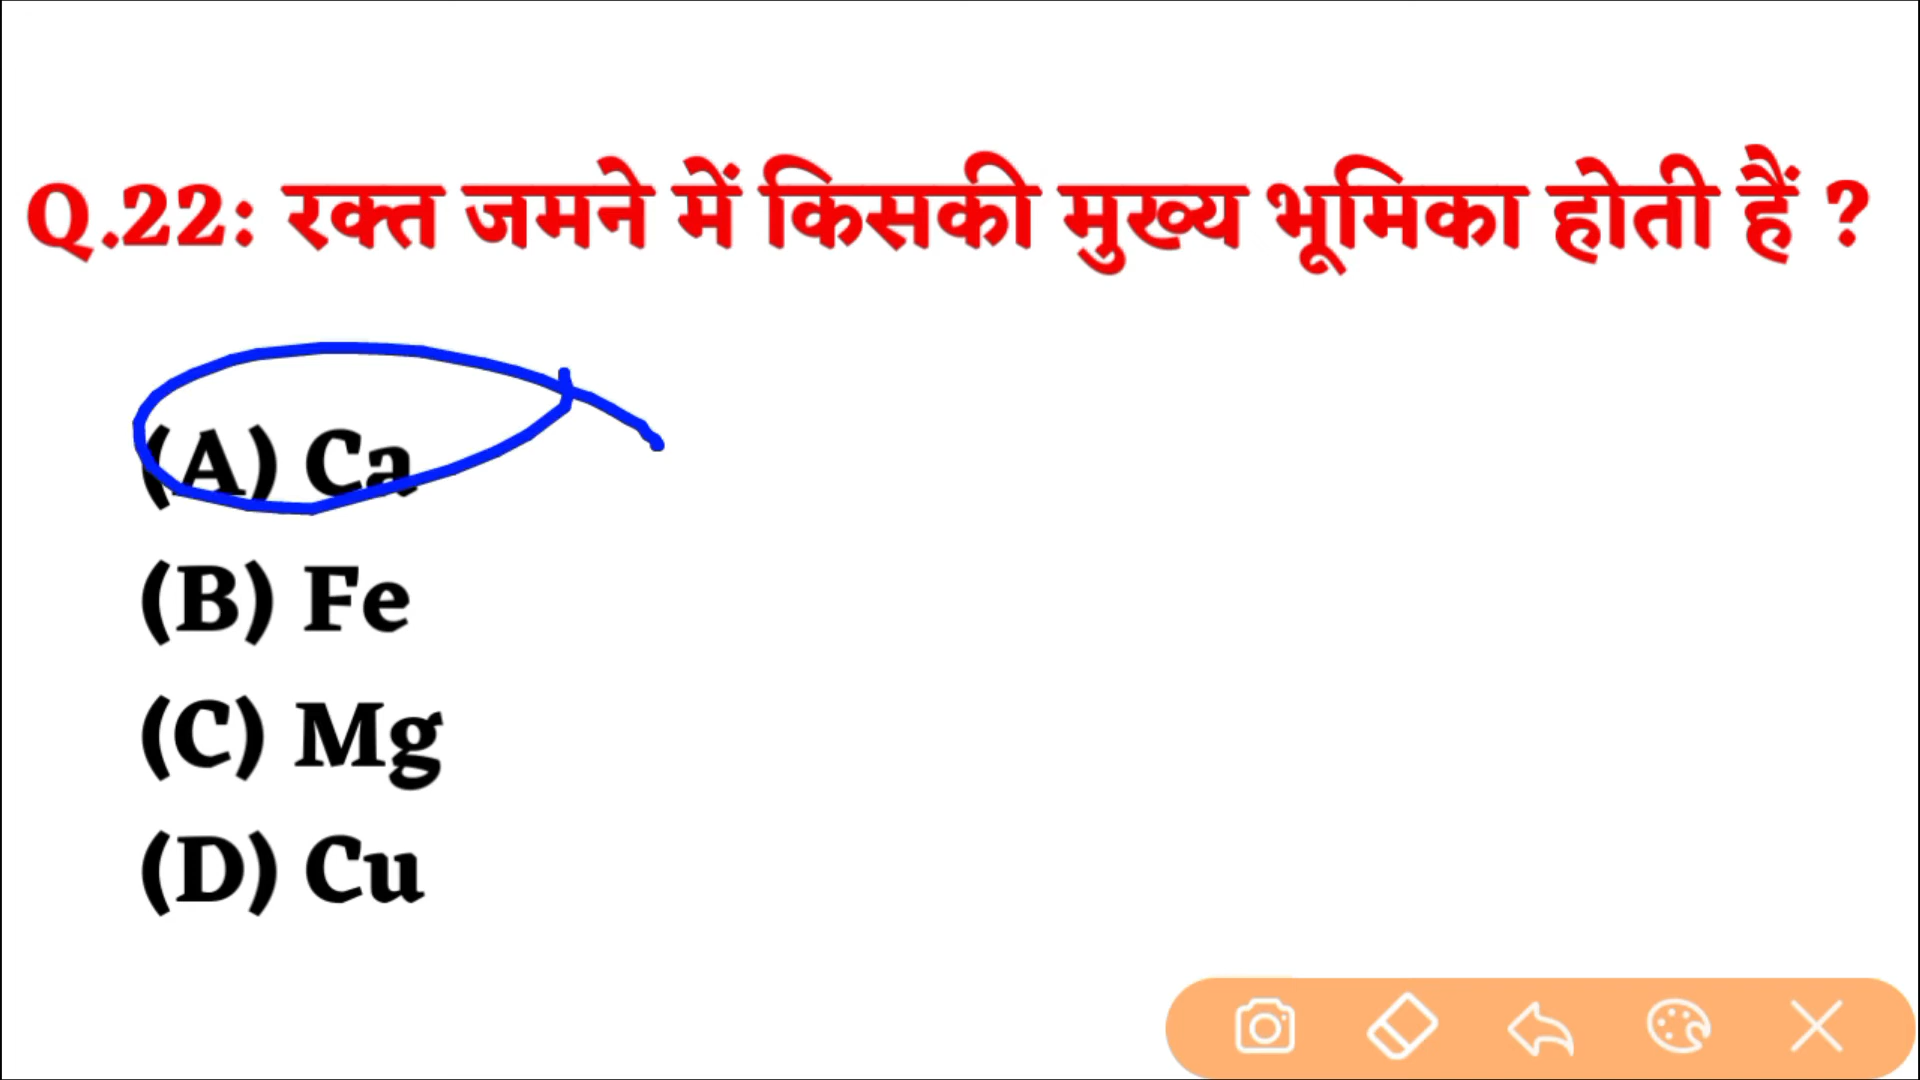 Q.22: रक्त जमने में किसकी मुख्य भूमिका होती हैं ?
(A) Ca
(B) Fe
(C) Mg
(D) Cu